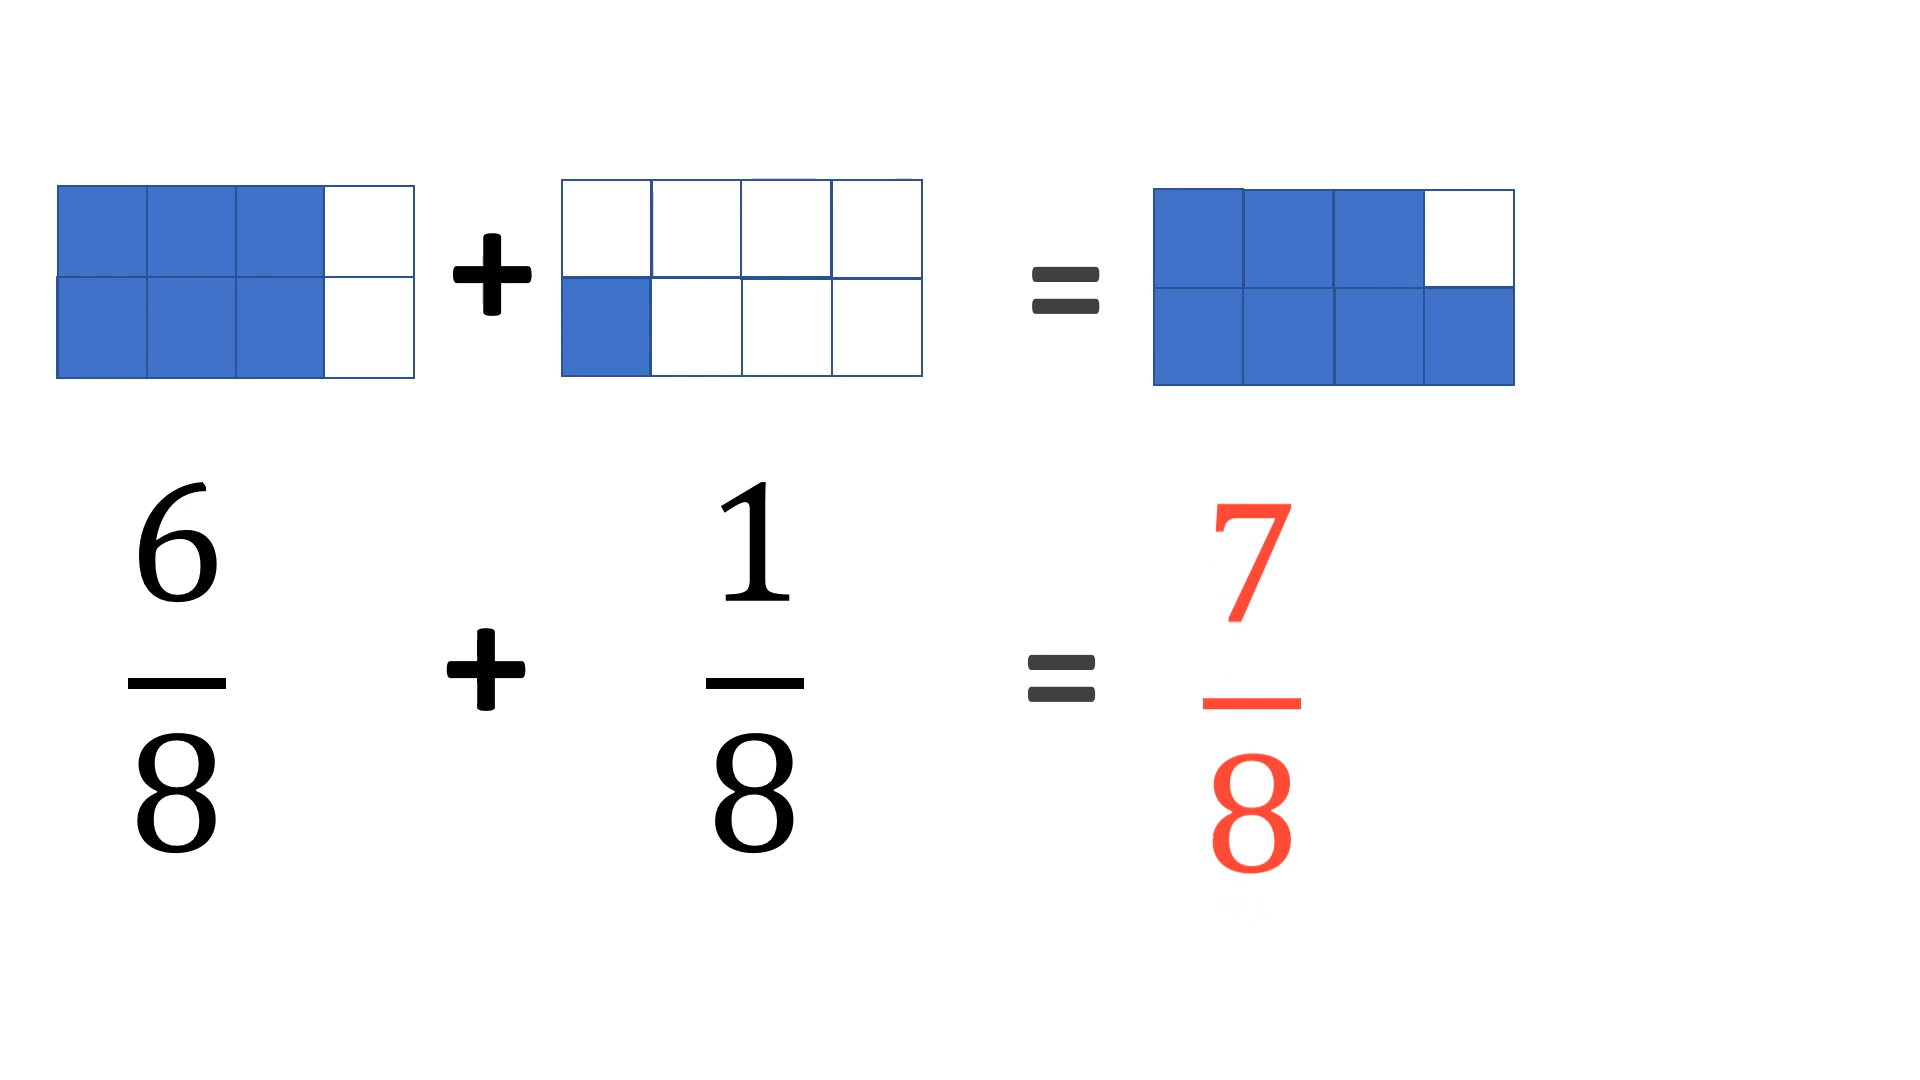 + =
6/8 + 1/8 = 7/8